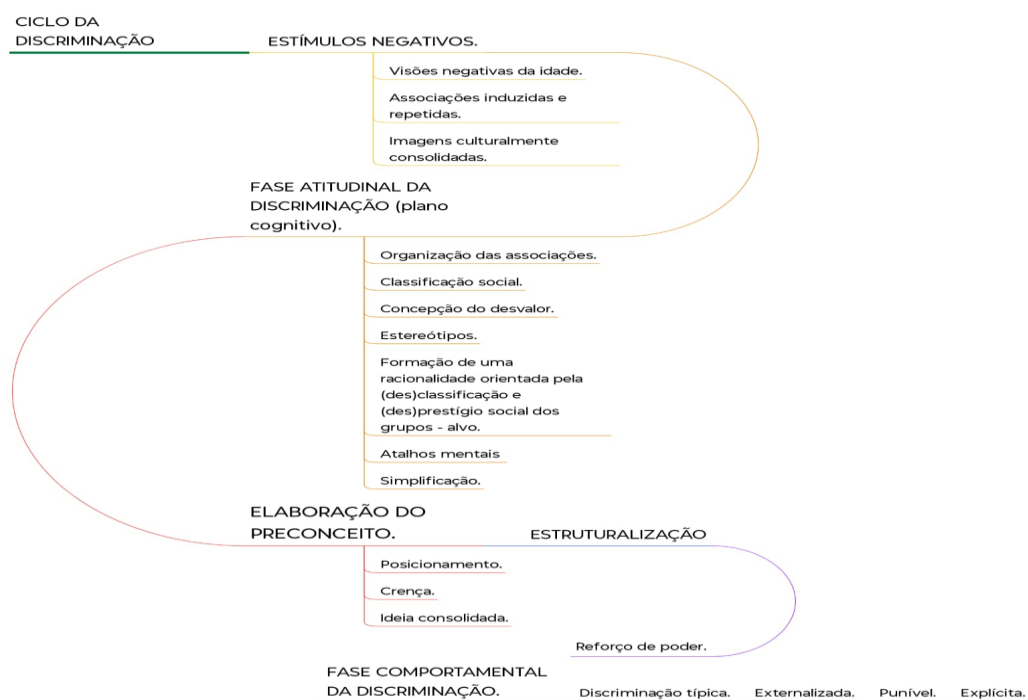 CICLO DA
DISCRIMINAÇÃO
ESTÍMULOS NEGATIVOS.
Visões negativas da idade.
Associações induzidas e
repetidas.
Imagens culturalmente
consolidadas.
FASE ATITUDINAL DA
DISCRIMINAÇÃO (plano
cognitivo).
Organização das associações.
Classificação social.
Concepção do desvalor.
Estereótipos.
Formação de uma
racionalidade orientada pela
(des)classificação e
(des)prestígio social dos
grupos - alvo.
Atalhos mentais
Simplificação.
ELABORAÇÃO DO
PRECONCEITO.
ESTRUTURALIZAÇÃO
Posicionamento.
Crença.
Ideia consolidada.
Reforço de poder.
FASE COMPORTAMENTAL
DA DISCRIMINAÇÃO.
Discriminação típica. Externalizada. Punível. Explícita.